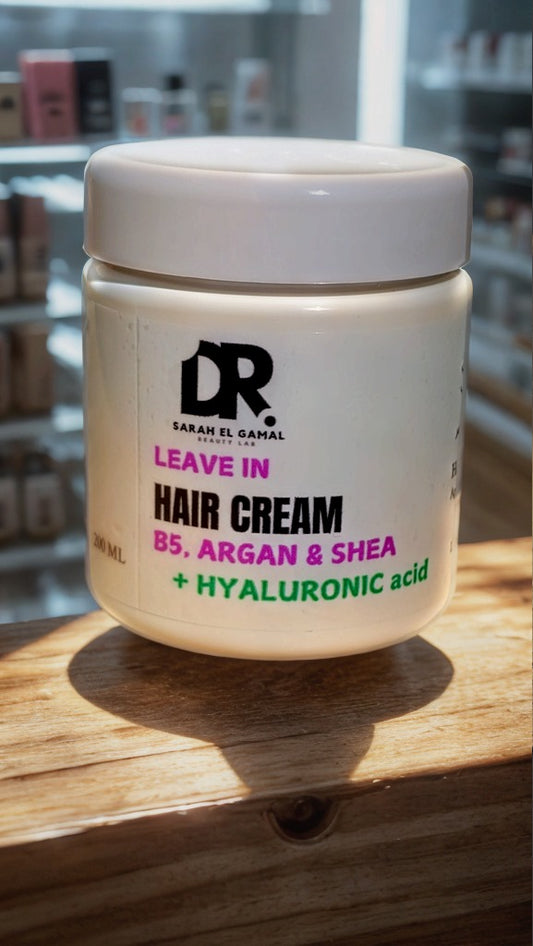 DR.
SARAH EL GAMAL
BEAUTY LAB
LEAVE IN
HAIR CREAM
B5, ARGAN & SHEA
+ HYALURONIC acid
200 ML